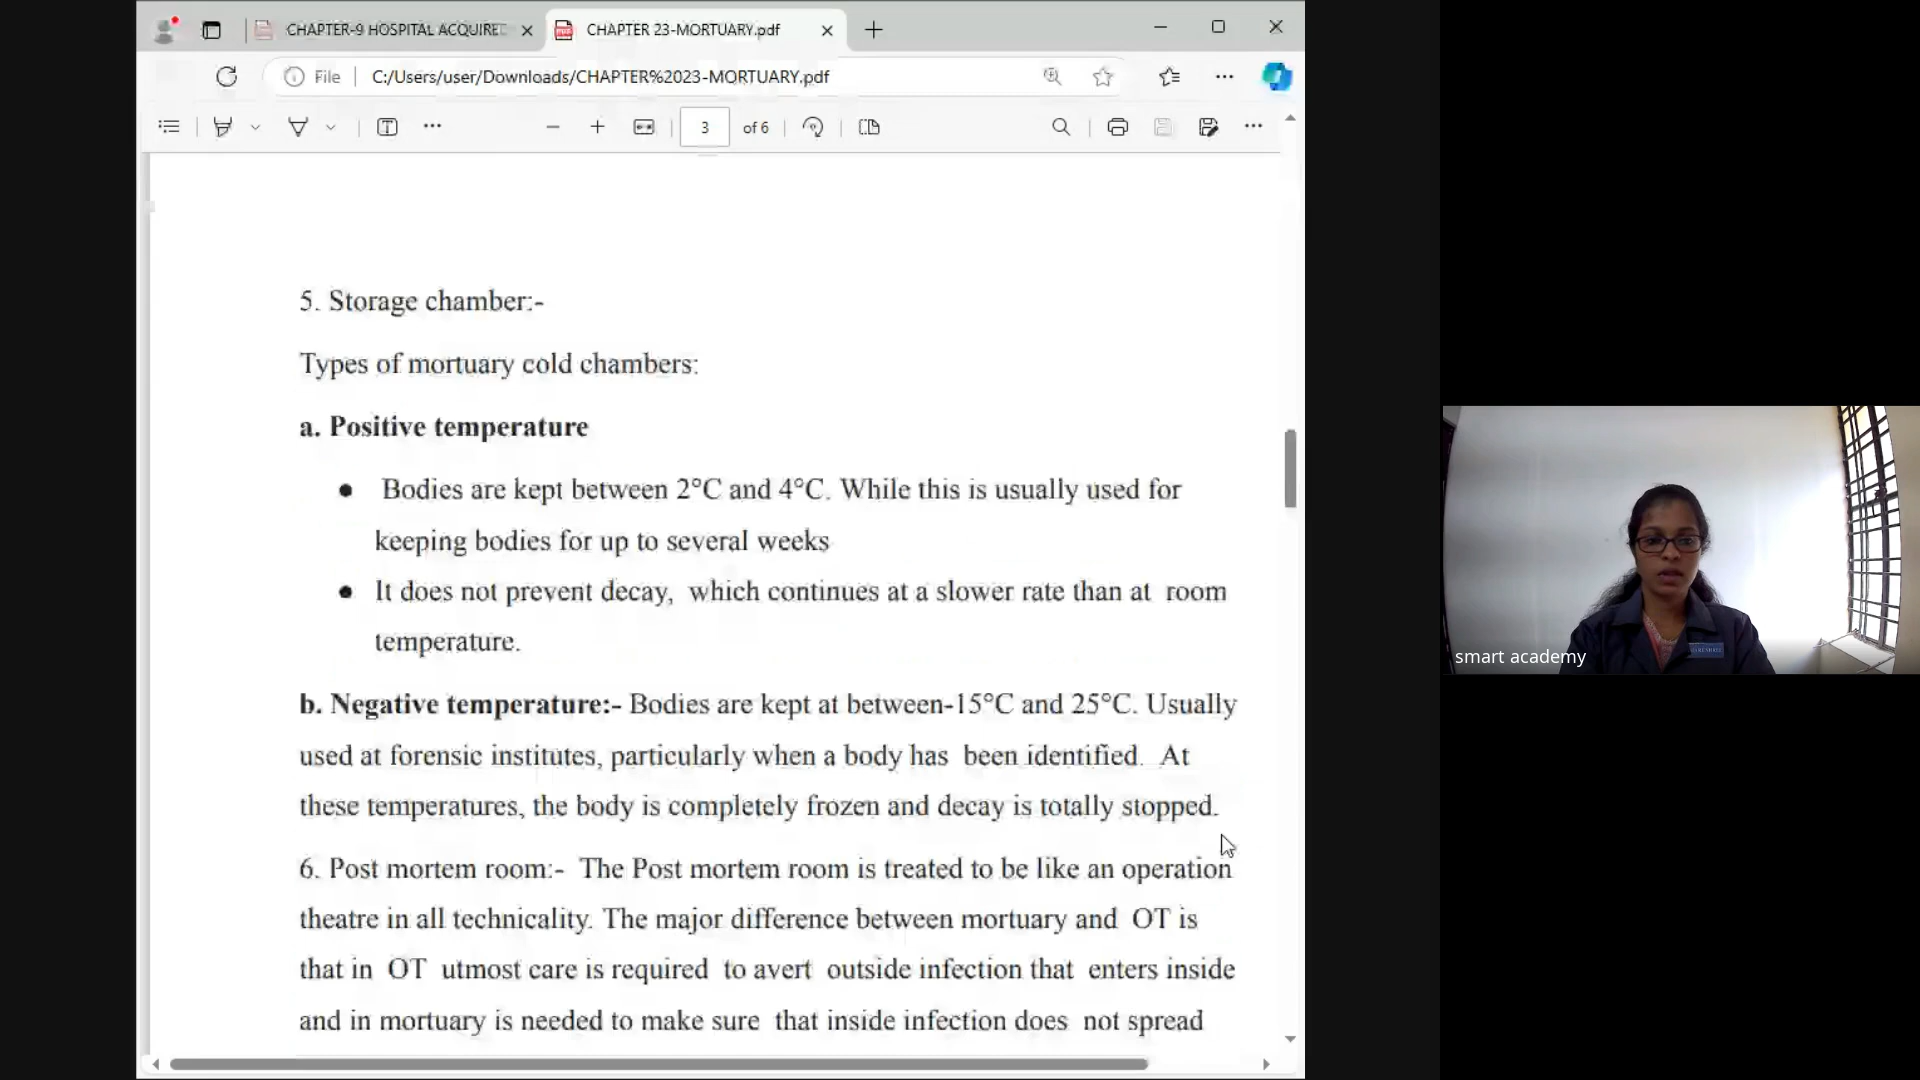 CHAPTER-9 HOSPITAL ACQUIRE
CHAPTER 23-MORTUARY.pdf
File
C:/Users/user/Downloads/CHAPTER%2023-MORTUARY.pdf
3 of 6
5. Storage chamber:-
Types of mortuary cold chambers:
a. Positive temperature
● Bodies are kept between 2°C and 4°C. While this is usually used for
keeping bodies for up to several weeks
● It does not prevent decay, which continues at a slower rate than at room
temperature.
b. Negative temperature:- Bodies are kept at between-15°C and 25°C. Usually
used at forensic institutes, particularly when a body has been identified. At
these temperatures, the body is completely frozen and decay is totally stopped.
6. Post mortem room:- The Post mortem room is treated to be like an operation
theatre in all technicality. The major difference between mortuary and OT is
that in OT utmost care is required to avert outside infection that enters inside
and in mortuary is needed to make sure that inside infection does not spread
smart academy